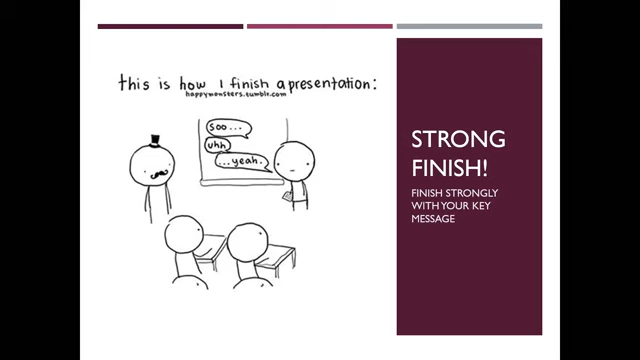 this is how I finish a presentation:
happymonsters.tumblr.com
soo...
uhh
...yeah.
STRONG
FINISH!
FINISH STRONGLY
WITH YOUR KEY
MESSAGE